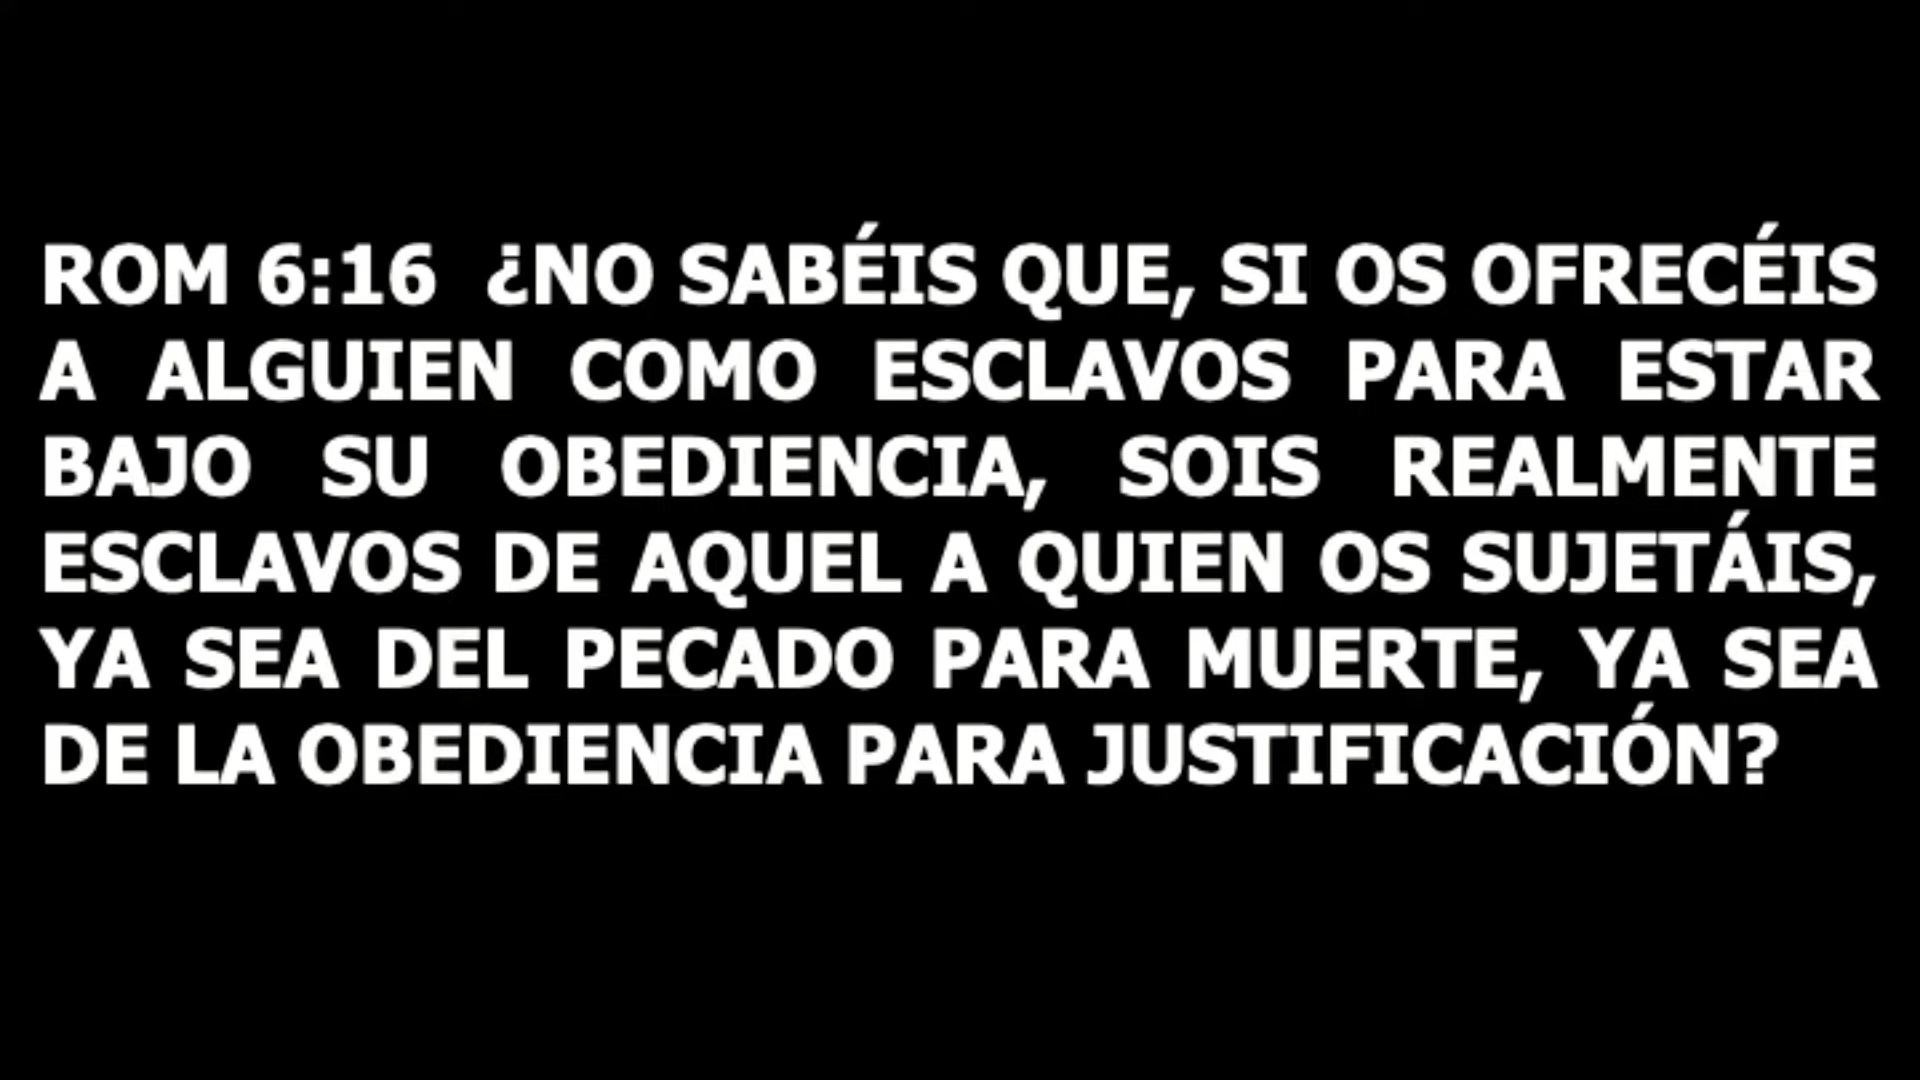 ROM 6:16 ¿NO SABÉIS QUE, SI OS OFRECÉIS
A ALGUIEN COMO ESCLAVOS PARA ESTAR
BAJO SU OBEDIENCIA, SOIS REALMENTE
ESCLAVOS DE AQUEL A QUIEN OS SUJETÁIS,
YA SEA DEL PECADO PARA MUERTE, YA SEA
DE LA OBEDIENCIA PARA JUSTIFICACIÓN?